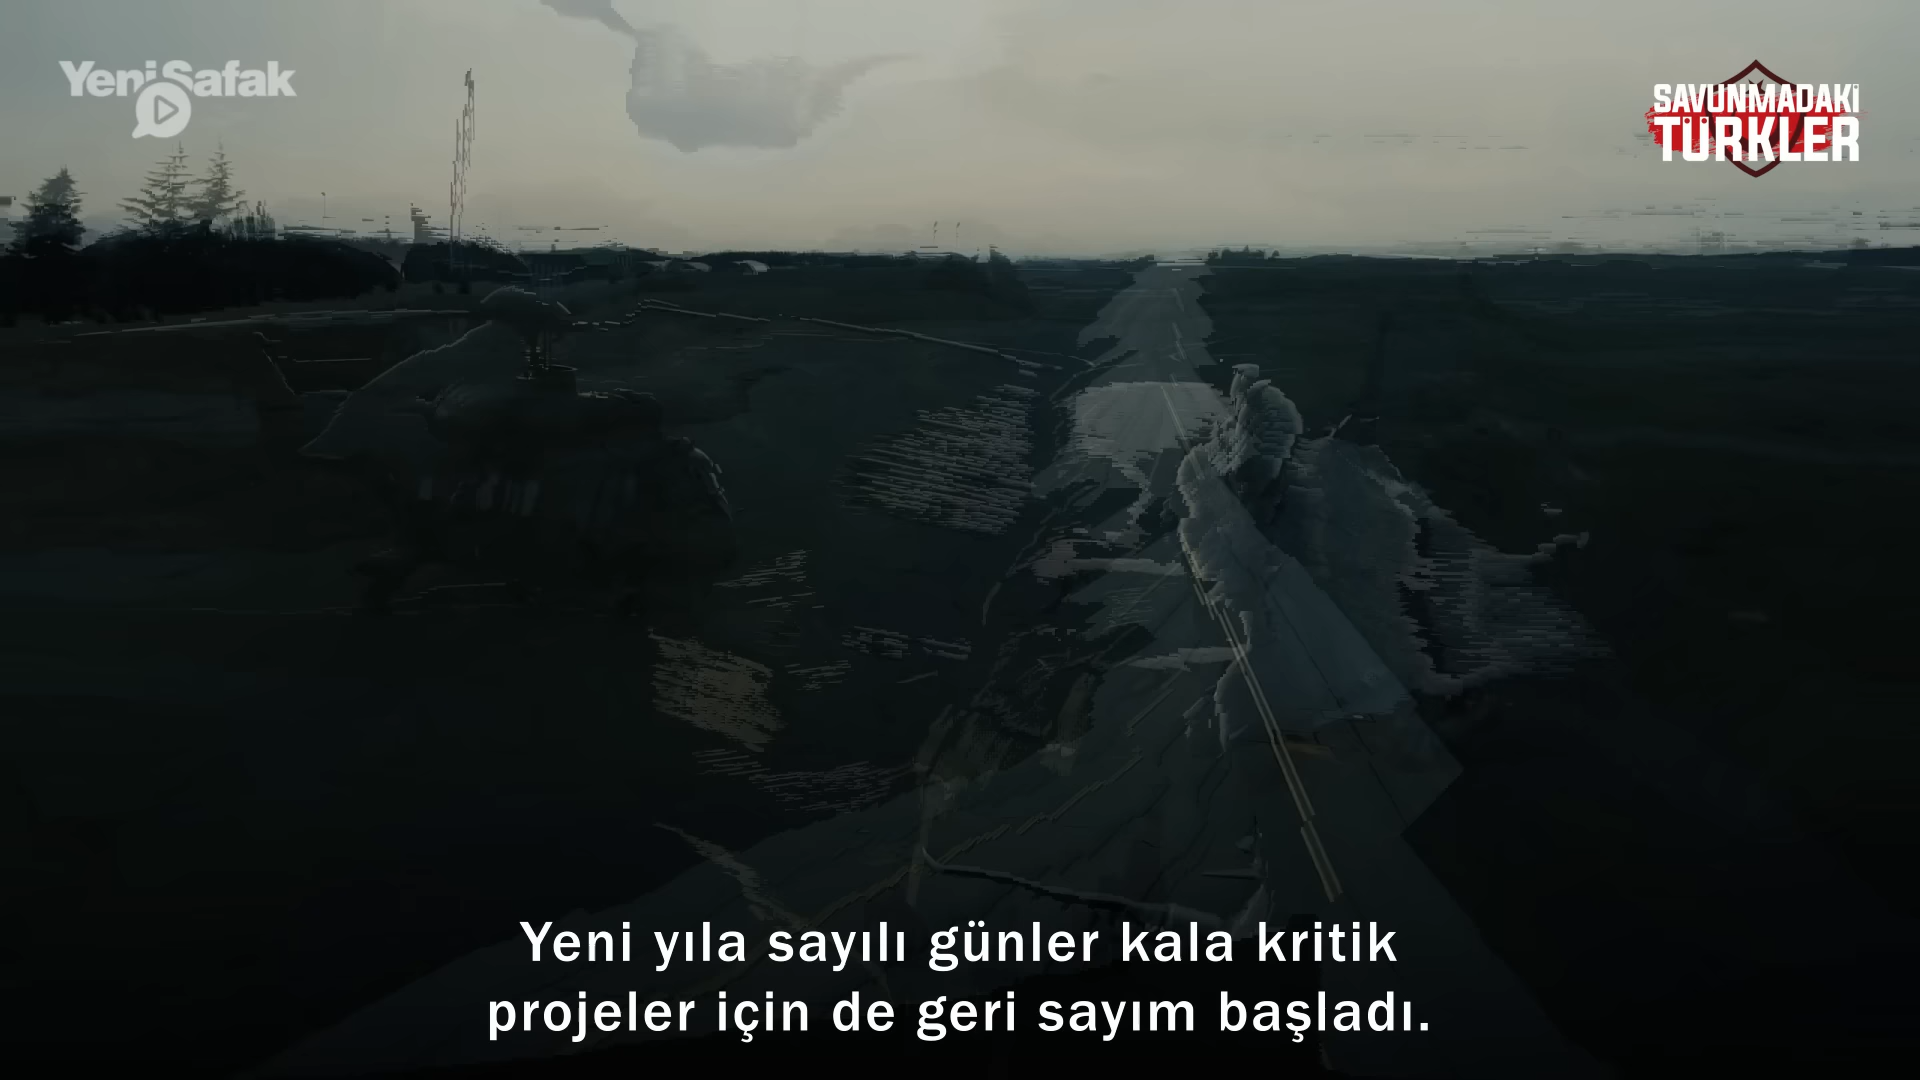 Yeni Şafak
SAVUNMADAKİ
TÜRKLER
Yeni yıla sayılı günler kala kritik
projeler için de geri sayım başladı.